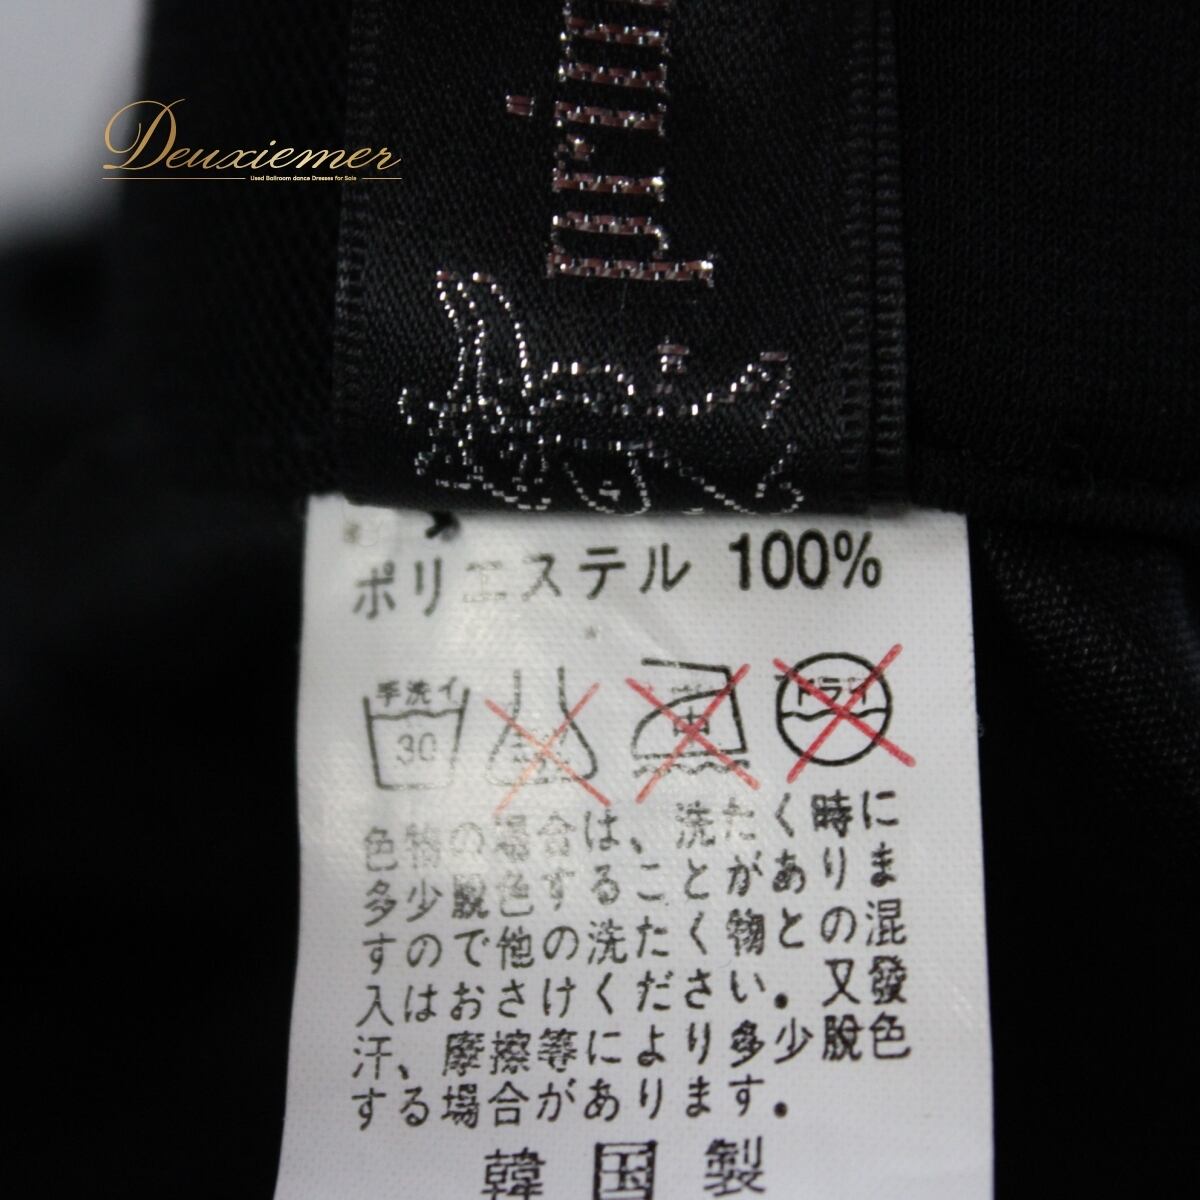 Deuxiemer
Used Ballroom dance Dresses for Sale
ポリエステル 100%
手洗イ
30
ドライ
色物の場合は、洗たく時に
多少脱色することがありま
すので他の洗たく物との混
入はおさけください。又發
汗、摩擦等により多少脫色
する場合があります。
韓国製